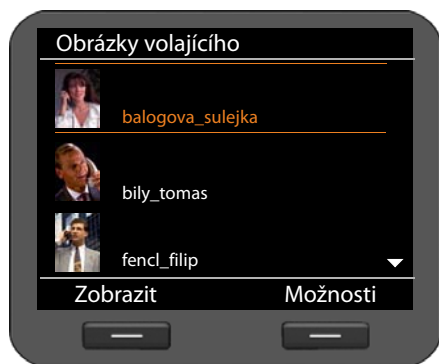 Obrázky volajícího
balogova_sulejka
bily_tomas
fencl_filip
Zobrazit Možnosti